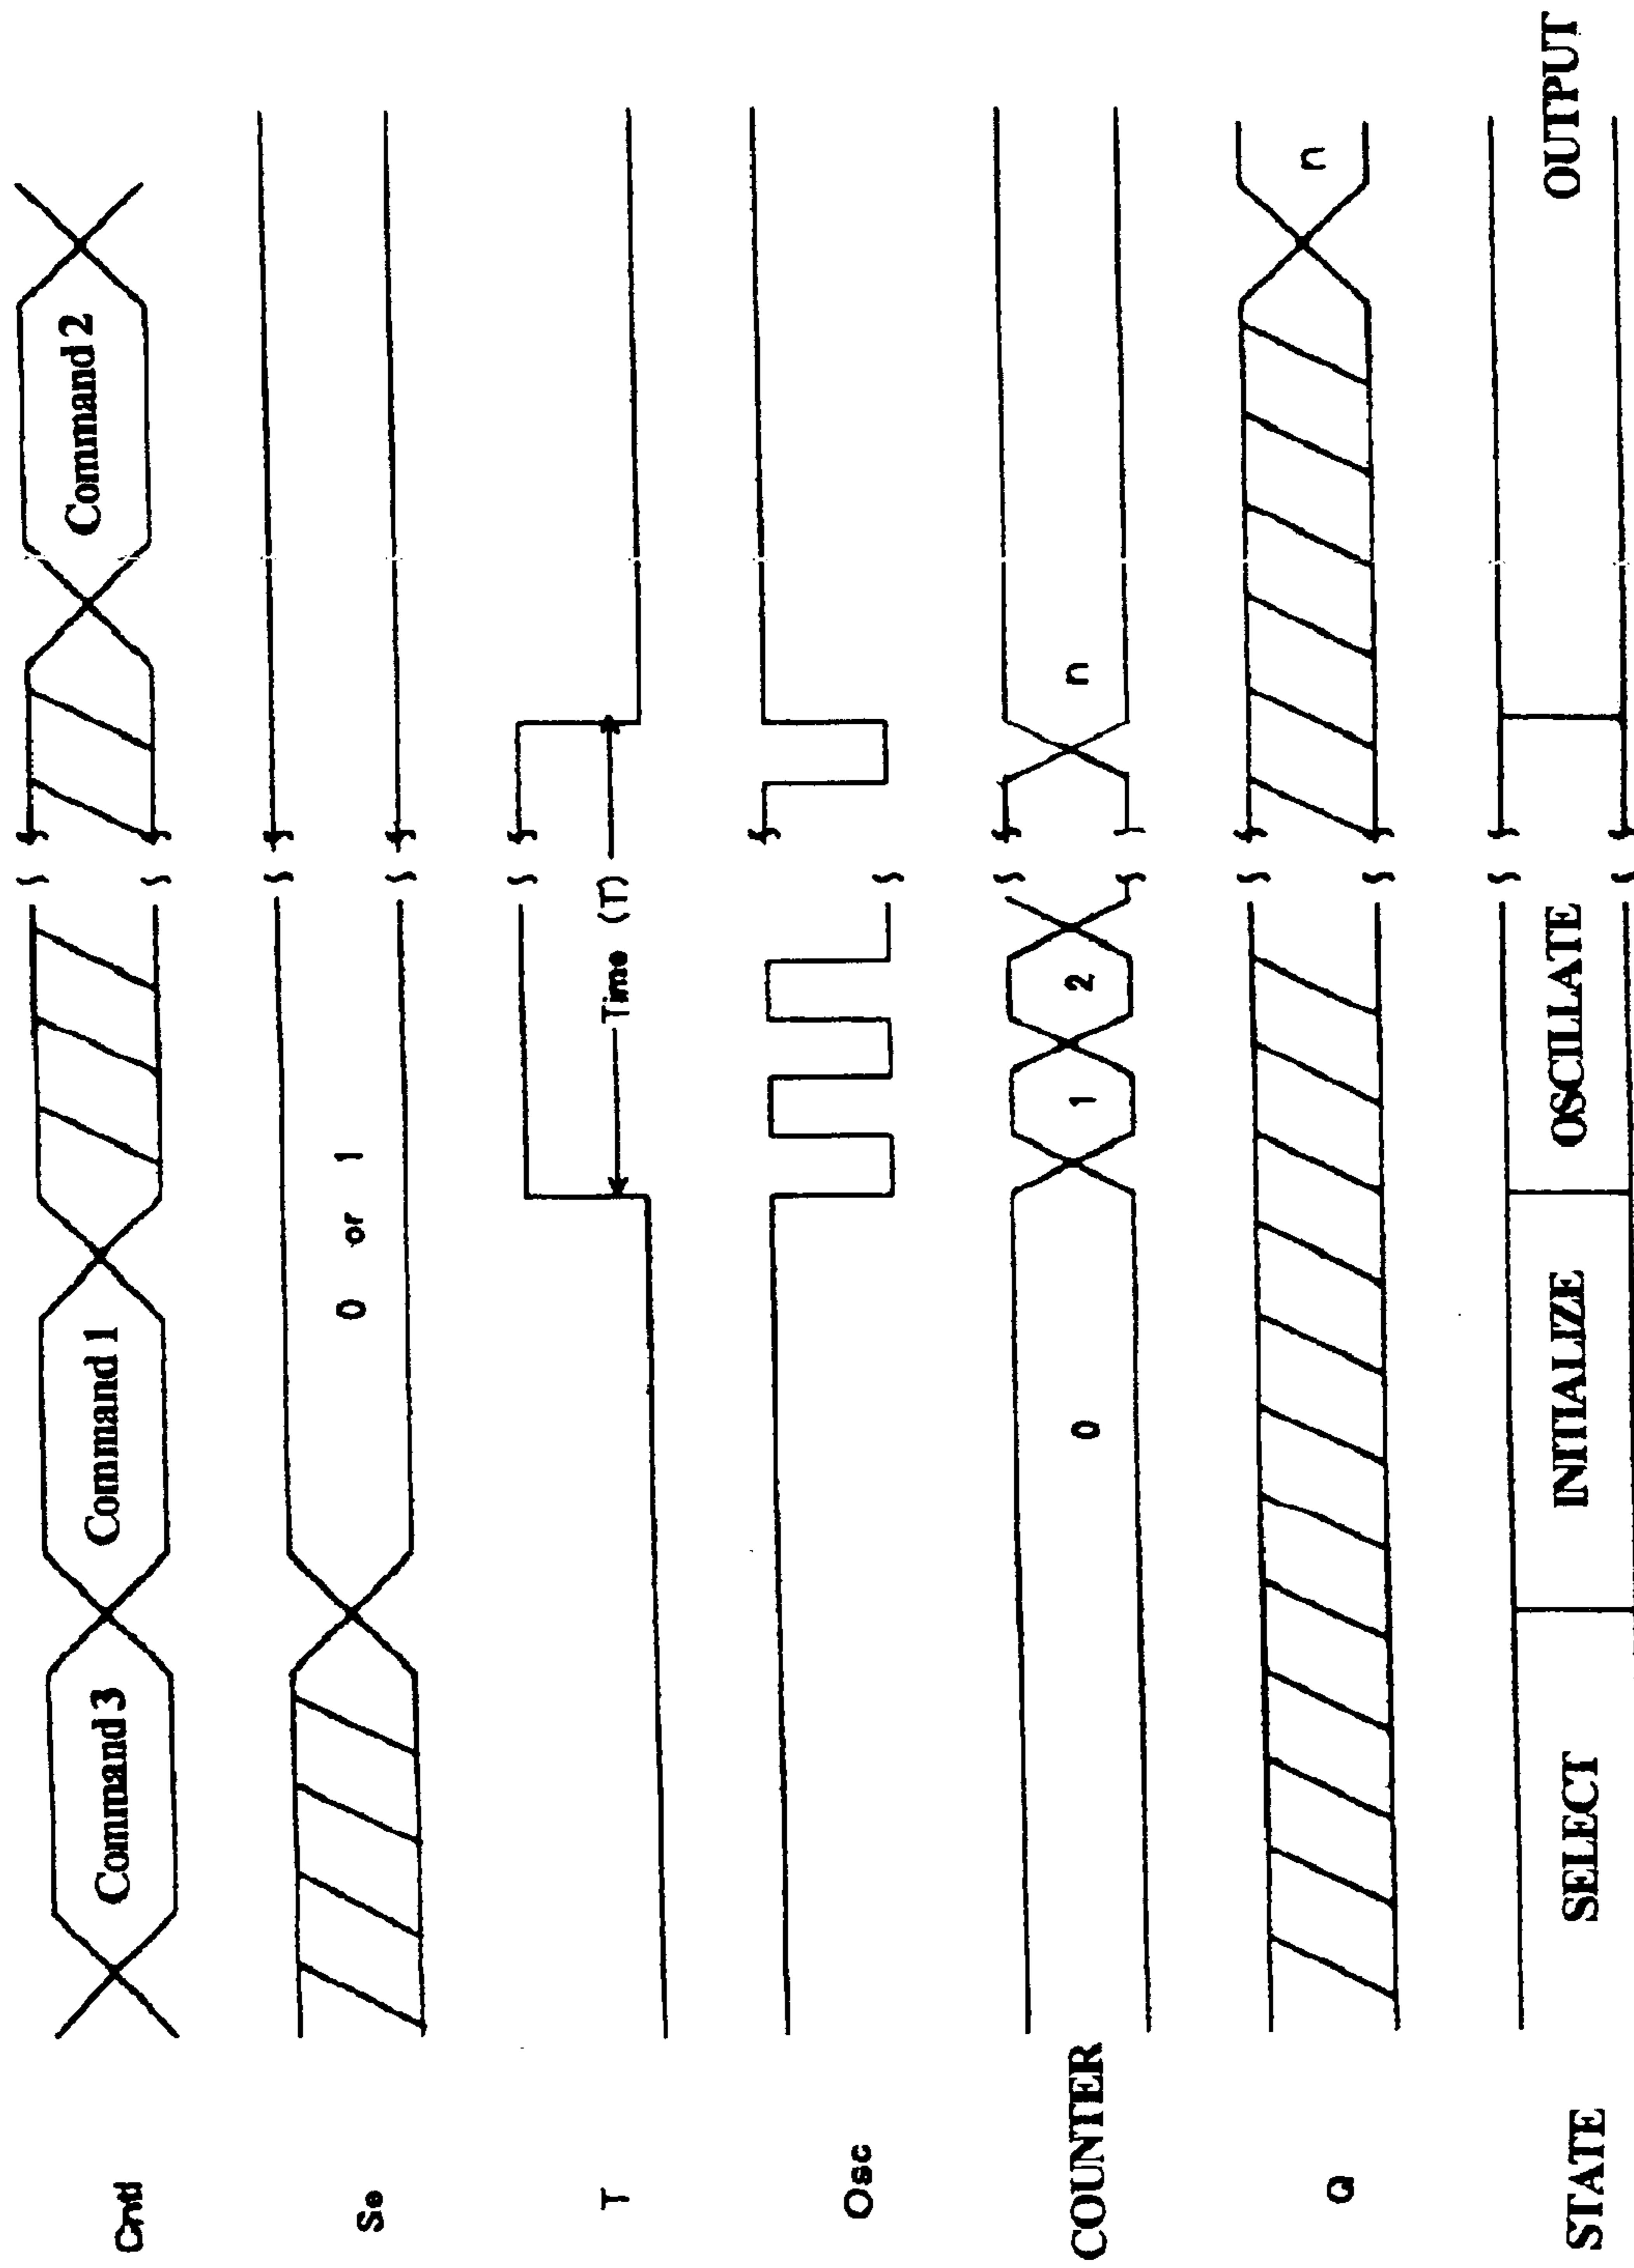 Cntl
Command 3
Command 1
Command 2
Se
0 or 1
T
Time (T)
Osc
COUNTER
0
1
2
n
Q
n
STATE
SELECT
INITIALIZE
OSCILLATE
OUTPUT